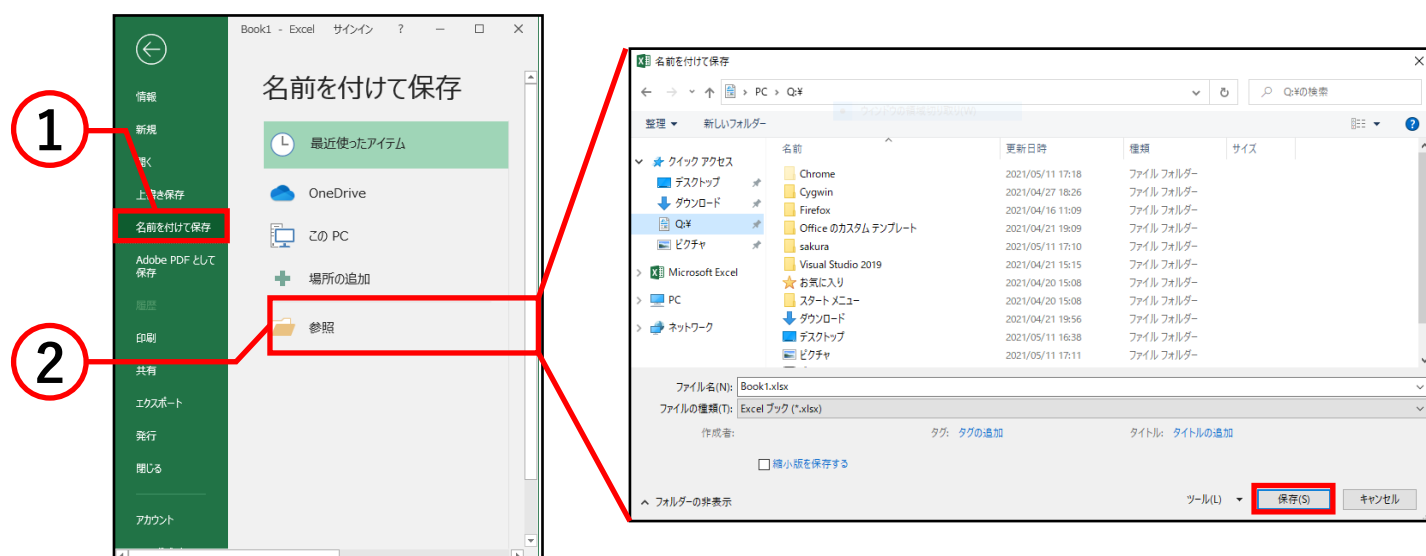 1
2
Book1 - Excel サインイン ?
情報
新規
上書き保存
名前を付けて保存
Adobe PDF として
保存
履歴
印刷
共有
エクスポート
発行
閉じる
アカウント
名前を付けて保存
最近使ったアイテム
OneDrive
この PC
場所の追加
参照
名前を付けて保存
PC › Q:¥
Q:¥の検索
整理 新しいフォルダー
クイック アクセス
デスクトップ
ダウンロード
Q:¥
ピクチャ
Microsoft Excel
PC
ネットワーク
名前 更新日時 種類 サイズ
Chrome 2021/05/11 17:18 ファイル フォルダー
Cygwin 2021/04/27 18:26 ファイル フォルダー
Firefox 2021/04/16 11:09 ファイル フォルダー
Office のカスタム テンプレート 2021/04/21 19:09 ファイル フォルダー
sakura 2021/05/11 17:10 ファイル フォルダー
Visual Studio 2019 2021/04/21 15:15 ファイル フォルダー
お気に入り 2021/04/20 15:08 ファイル フォルダー
スタート メニュー 2021/04/20 15:08 ファイル フォルダー
ダウンロード 2021/04/21 19:56 ファイル フォルダー
デスクトップ 2021/05/11 16:38 ファイル フォルダー
ピクチャ 2021/05/11 17:11 ファイル フォルダー
ファイル名(N): Book1.xlsx
ファイルの種類(T): Excel ブック (*.xlsx)
作成者: タグ: タグの追加 タイトル: タイトルの追加
縮小版を保存する
フォルダーの非表示 ツール(L) 保存(S) キャンセル